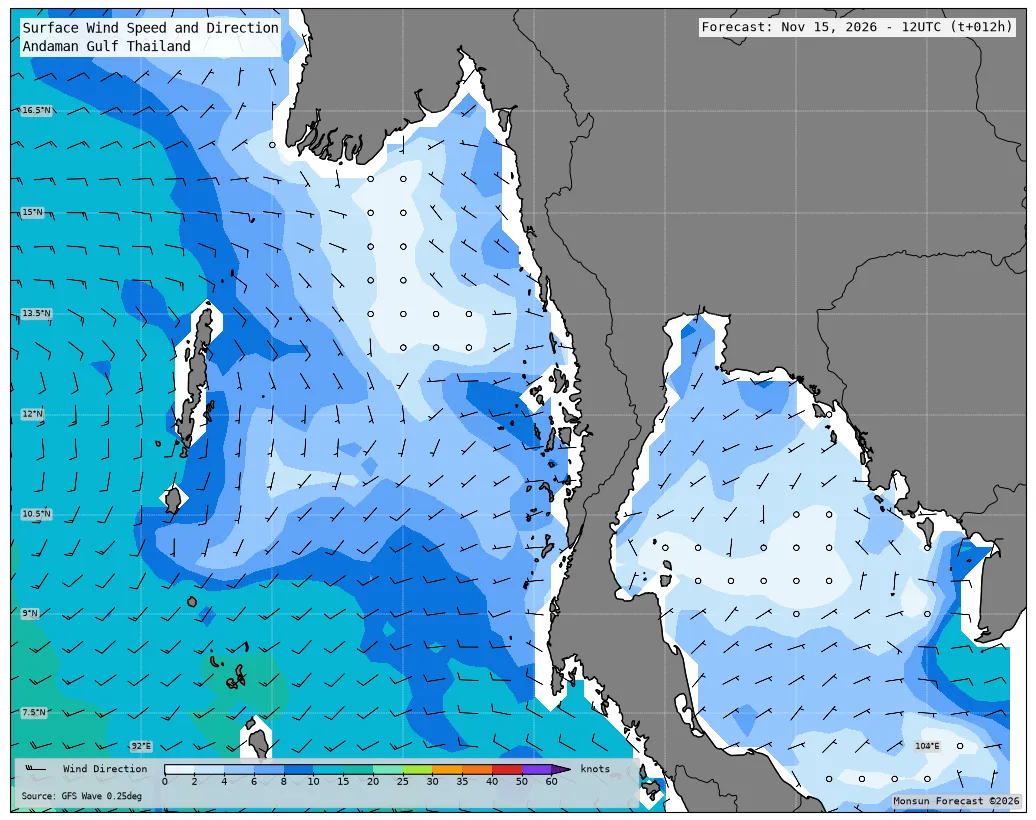 Surface Wind Speed and Direction
Andaman Gulf Thailand
Forecast: Nov 15, 2026 - 12UTC (t+012h)
16.5°N
15°N
13.5°N
12°N
10.5°N
9°N
7.5°N
92°E
104°E
Wind Direction
knots
0 2 4 6 8 10 15 20 25 30 35 40 50 60
Source: GFS Wave 0.25deg
Monsun Forecast ©2026